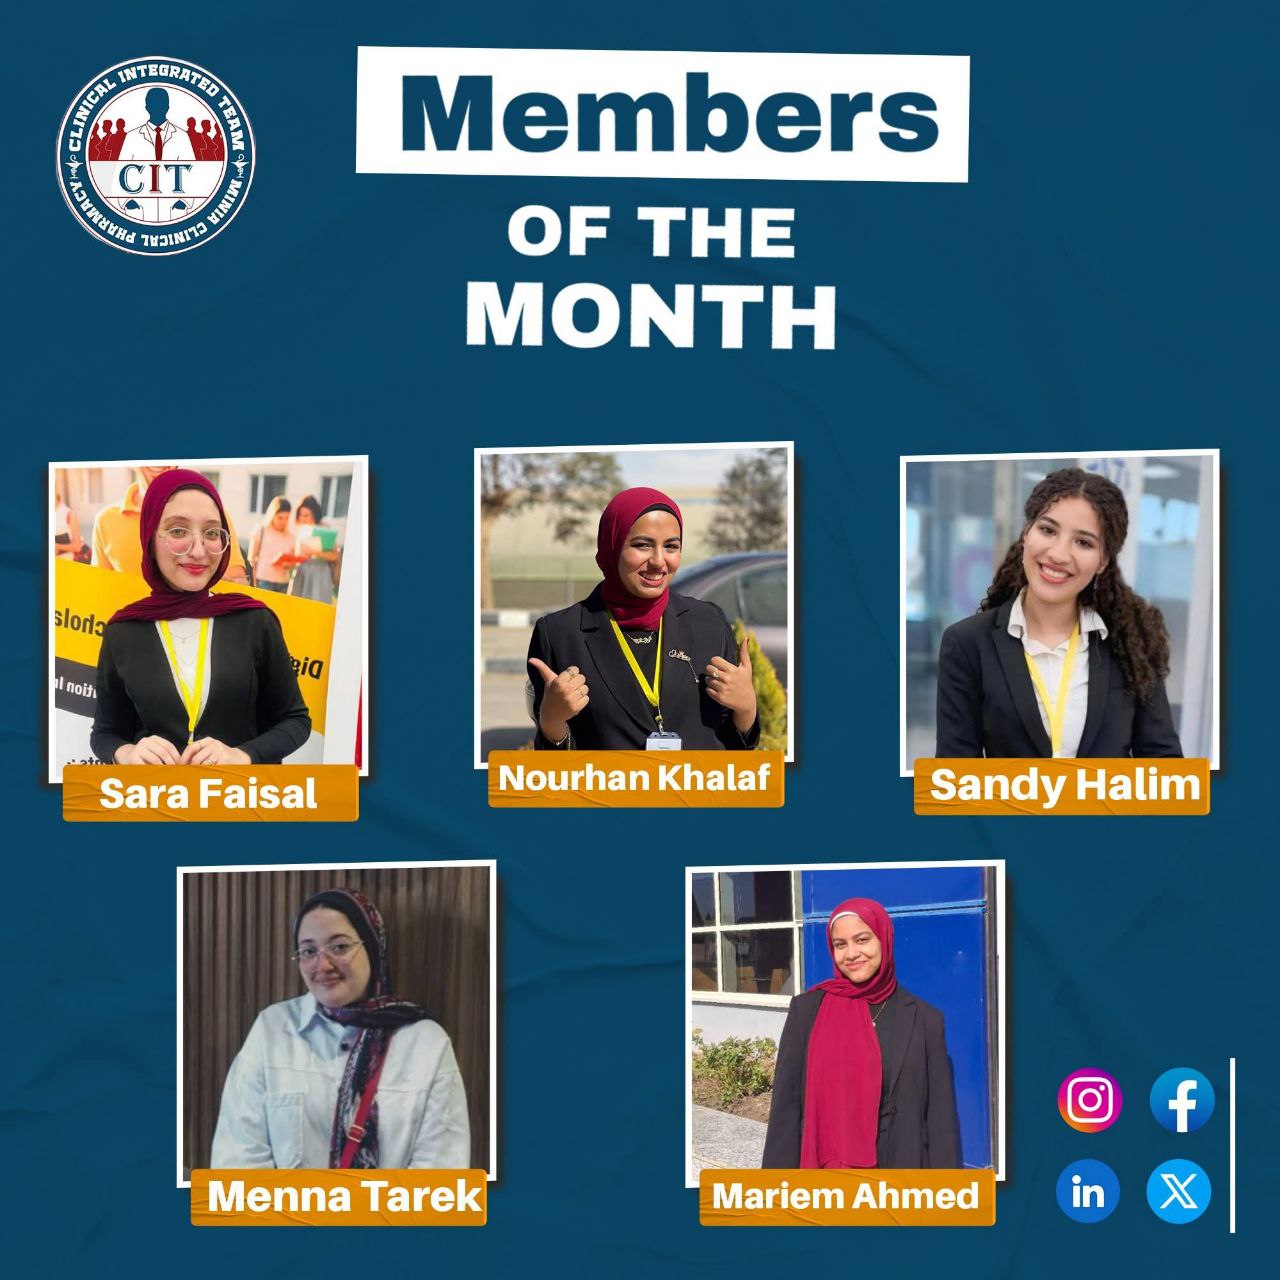 CLINICAL INTEGRATED TEAM
MINIA CLINICAL PHARMACY
CIT
Members
OF THE
MONTH
Sara Faisal
Nourhan Khalaf
Sandy Halim
Menna Tarek
Mariem Ahmed
in